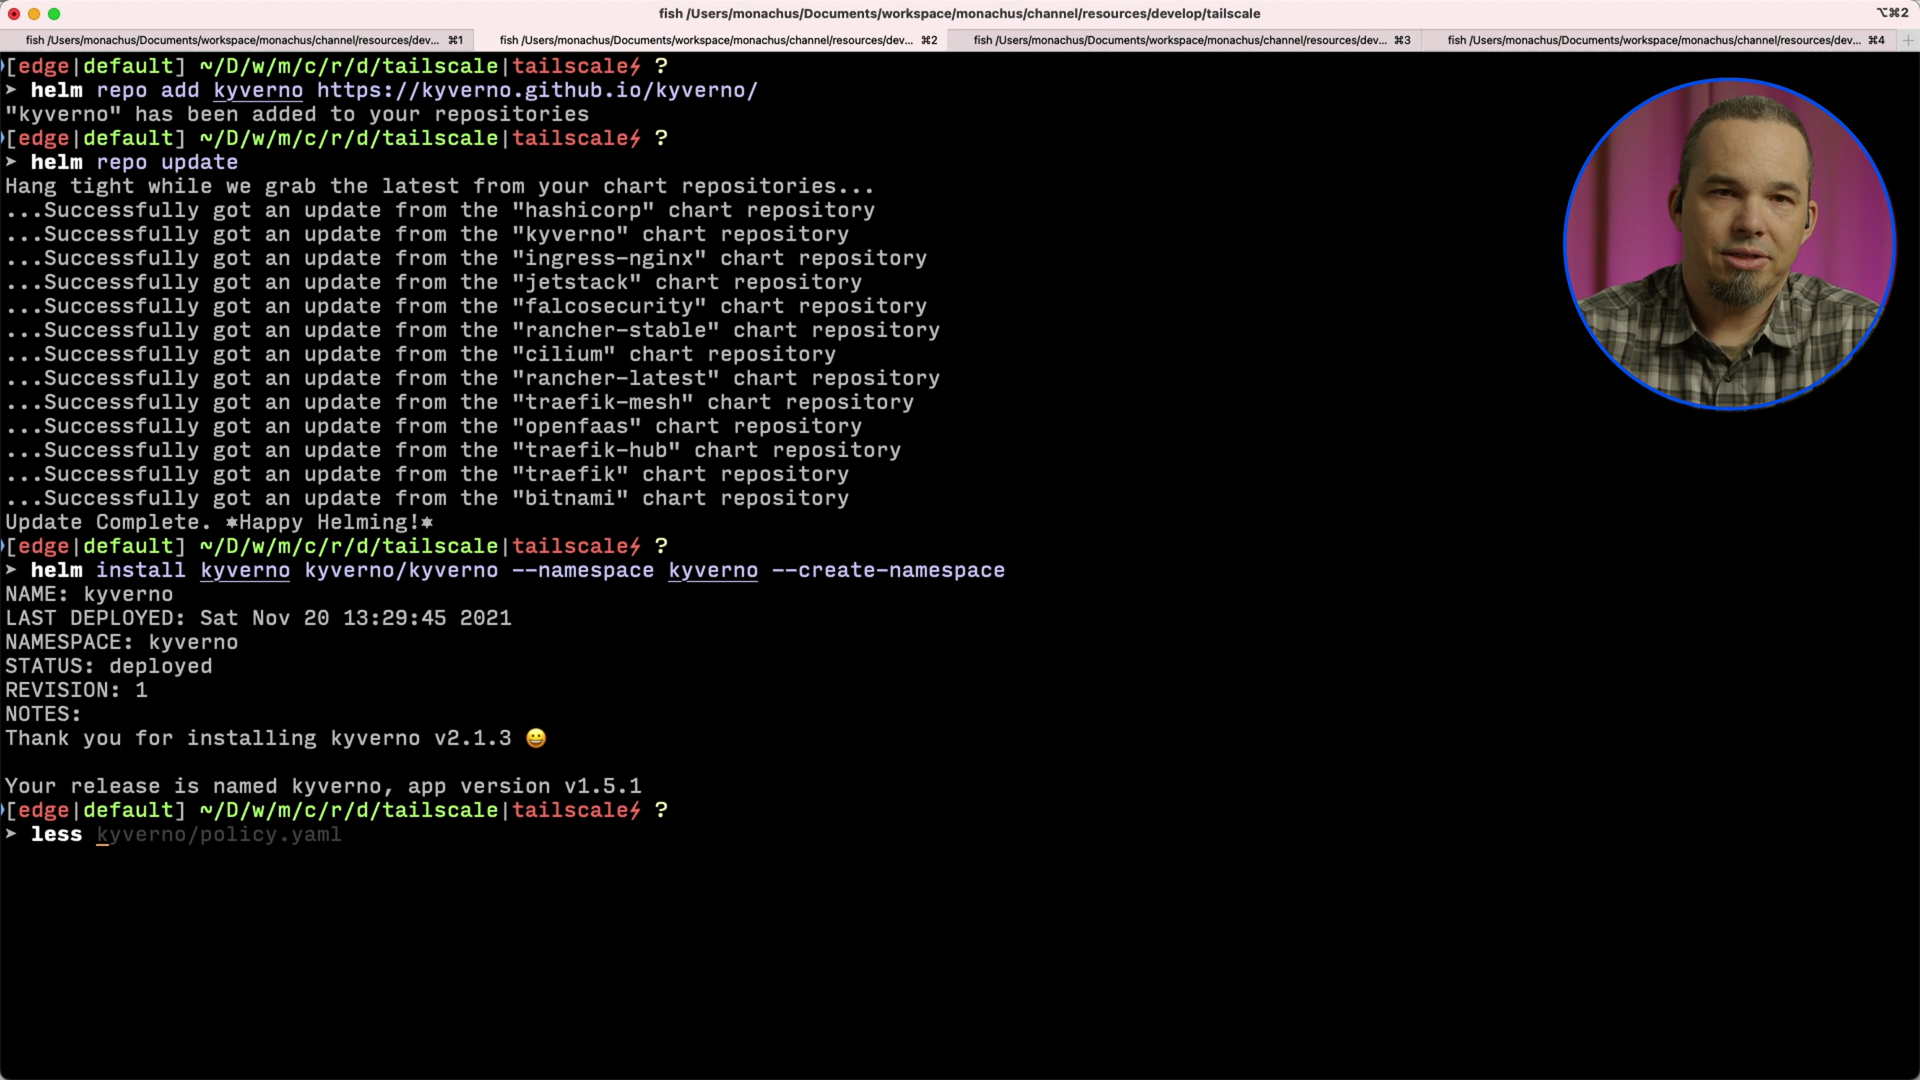 fish /Users/monachus/Documents/workspace/monachus/channel/resources/develop/tailscale
⌥⌘2
fish /Users/monachus/Documents/workspace/monachus/channel/resources/dev... ⌘1
fish /Users/monachus/Documents/workspace/monachus/channel/resources/dev... ⌘2
fish /Users/monachus/Documents/workspace/monachus/channel/resources/dev... ⌘3
fish /Users/monachus/Documents/workspace/monachus/channel/resources/dev... ⌘4
[edge|default] ~/D/w/m/c/r/d/tailscale|tailscale⚡ ?
➤ helm repo add kyverno https://kyverno.github.io/kyverno/
"kyverno" has been added to your repositories
[edge|default] ~/D/w/m/c/r/d/tailscale|tailscale⚡ ?
➤ helm repo update
Hang tight while we grab the latest from your chart repositories...
...Successfully got an update from the "hashicorp" chart repository
...Successfully got an update from the "kyverno" chart repository
...Successfully got an update from the "ingress-nginx" chart repository
...Successfully got an update from the "jetstack" chart repository
...Successfully got an update from the "falcosecurity" chart repository
...Successfully got an update from the "rancher-stable" chart repository
...Successfully got an update from the "cilium" chart repository
...Successfully got an update from the "rancher-latest" chart repository
...Successfully got an update from the "traefik-mesh" chart repository
...Successfully got an update from the "openfaas" chart repository
...Successfully got an update from the "traefik-hub" chart repository
...Successfully got an update from the "traefik" chart repository
...Successfully got an update from the "bitnami" chart repository
Update Complete. ⎈Happy Helming!⎈
[edge|default] ~/D/w/m/c/r/d/tailscale|tailscale⚡ ?
➤ helm install kyverno kyverno/kyverno --namespace kyverno --create-namespace
NAME: kyverno
LAST DEPLOYED: Sat Nov 20 13:29:45 2021
NAMESPACE: kyverno
STATUS: deployed
REVISION: 1
NOTES:
Thank you for installing kyverno v2.1.3 😀
Your release is named kyverno, app version v1.5.1
[edge|default] ~/D/w/m/c/r/d/tailscale|tailscale⚡ ?
➤ less kyverno/policy.yaml